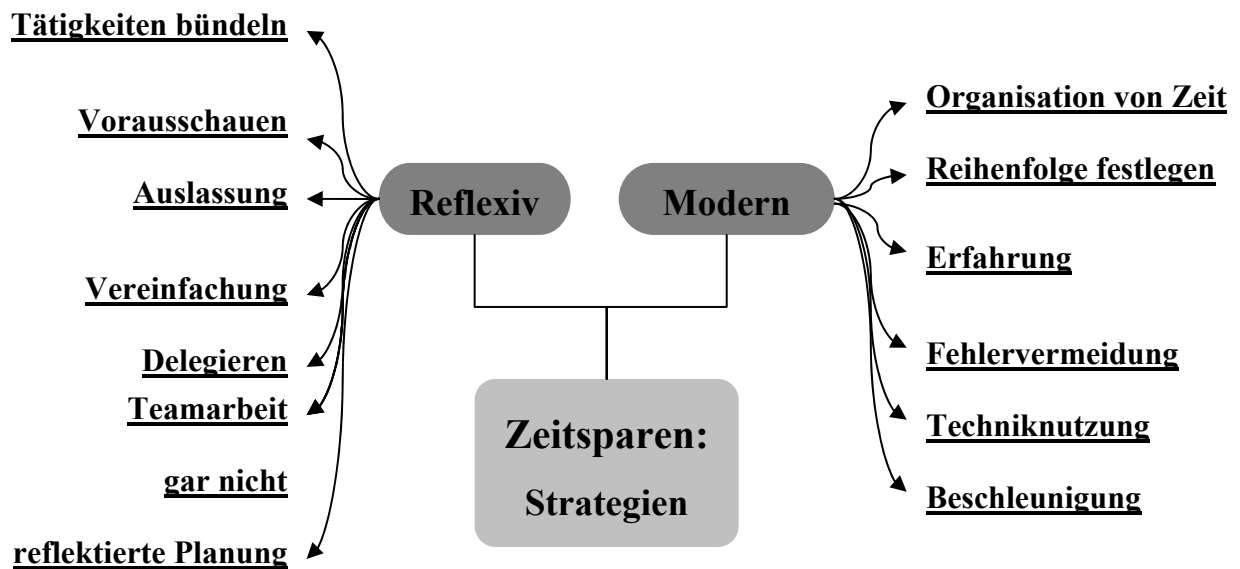 Tätigkeiten bündeln
Vorausschauen
Auslassung
Vereinfachung
Delegieren
Teamarbeit
gar nicht
reflektierte Planung
Reflexiv
Modern
Zeitsparen:
Strategien
Organisation von Zeit
Reihenfolge festlegen
Erfahrung
Fehlervermeidung
Techniknutzung
Beschleunigung